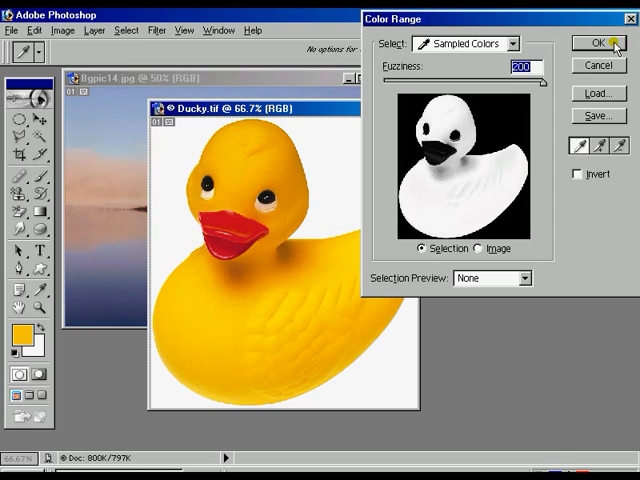 Adobe Photoshop
File Edit Image Layer Select Filter View Window Help
No options for
Bgpic14.jpg @ 50% (RGB)
01
Ducky.tif @ 66.7% (RGB)
01
Color Range
Select: Sampled Colors
Fuzziness: 200
OK
Cancel
Load...
Save...
Invert
Selection Image
Selection Preview: None
T
66.67% Doc: 800K/797K